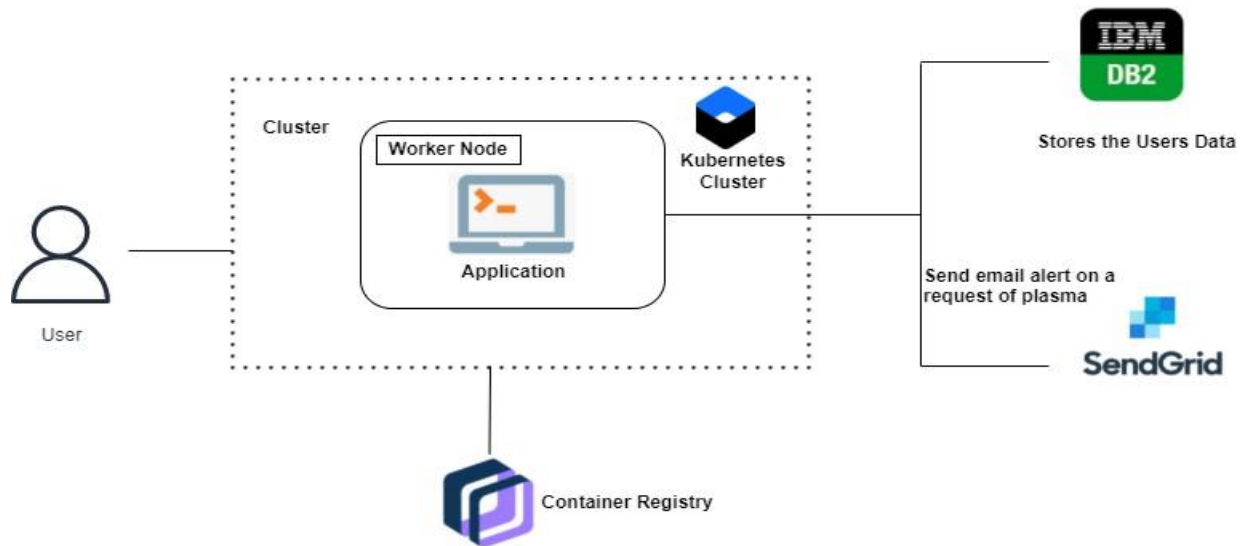 IBM
DB2
Stores the Users Data
Cluster
Worker Node
Kubernetes
Cluster
Application
User
Send email alert on a
request of plasma
SendGrid
Container Registry